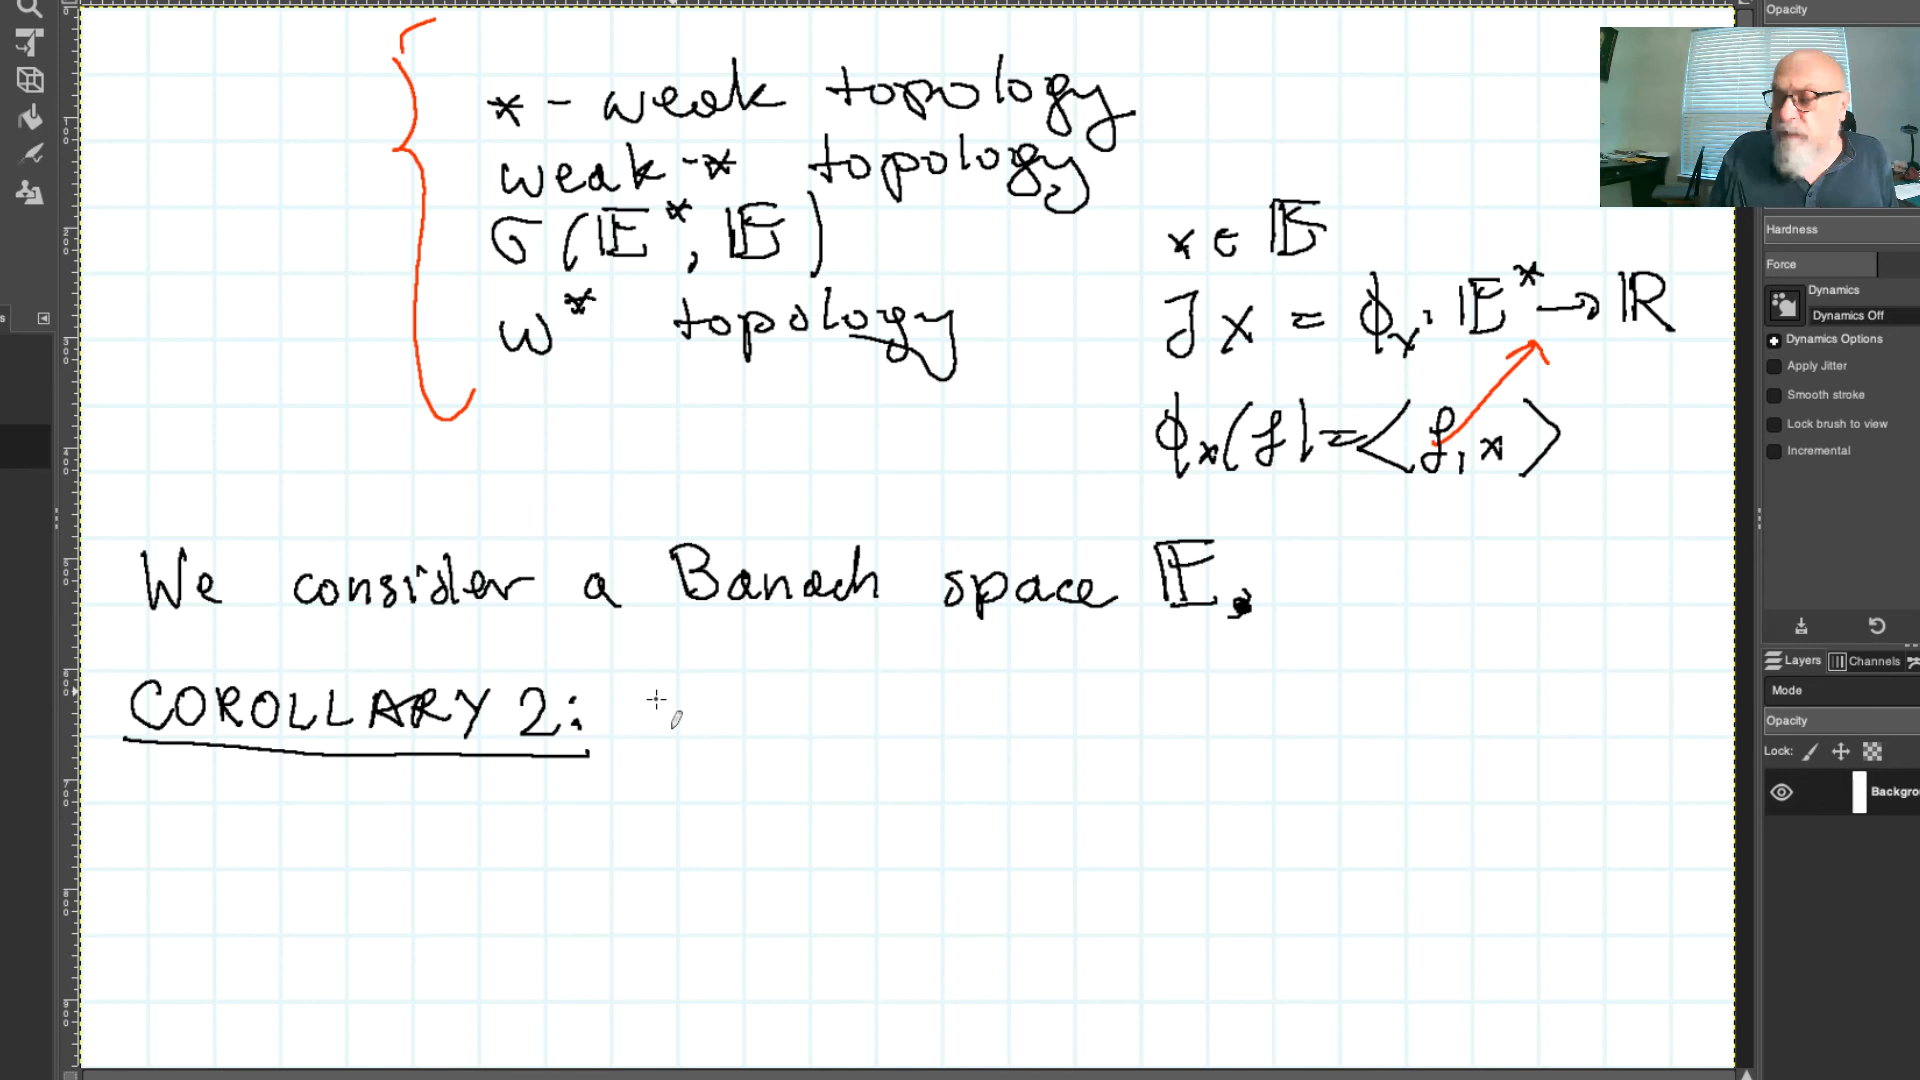 *-weak topology
weak-* topology
σ(𝔼*, 𝔼)
w* topology
x ∈ 𝔼
J x = ϕₓ: 𝔼* → ℝ
ϕₓ(f) = ⟨f, x⟩
We consider a Banach space 𝔼.
COROLLARY 2:
Opacity
Hardness
Force
Dynamics
Dynamics Off
Dynamics Options
Apply Jitter
Smooth stroke
Lock brush to view
Incremental
Layers Channels
Mode
Opacity
Lock:
Backgro